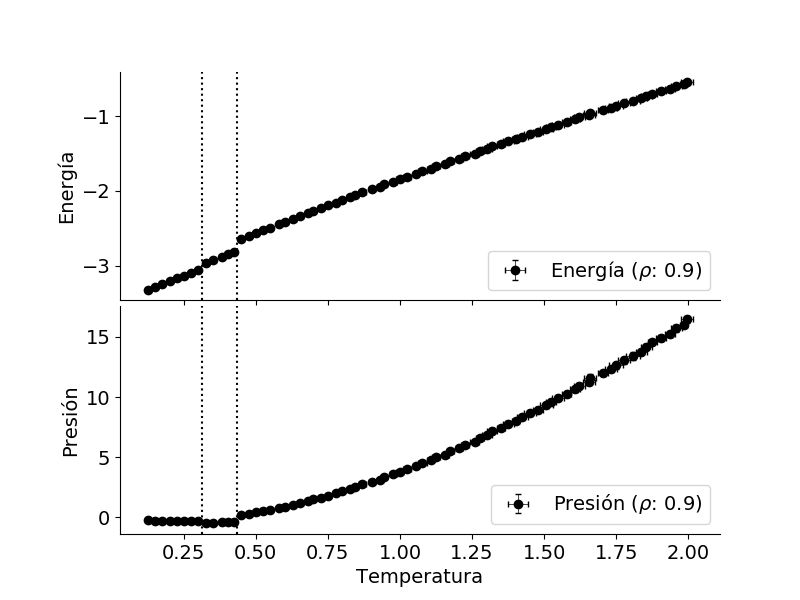 Energía
−1
−2
−3
Energía (ρ: 0.9)
Presión
15
10
5
0
Presión (ρ: 0.9)
0.25 0.50 0.75 1.00 1.25 1.50 1.75 2.00
Temperatura